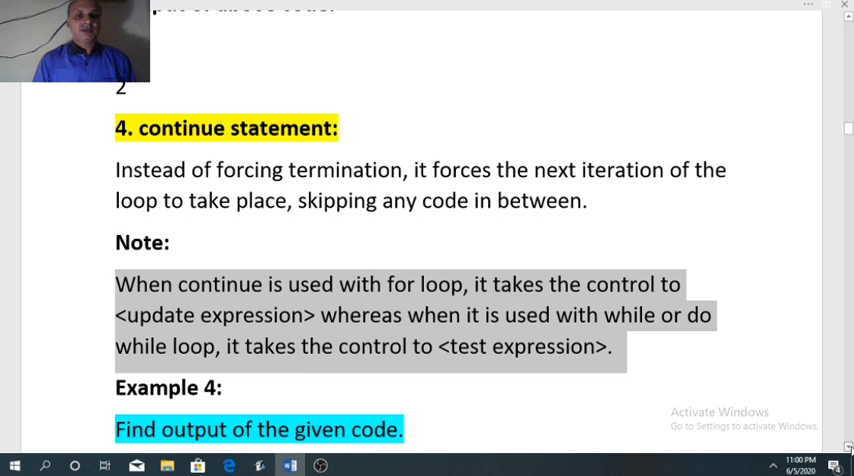 2
4. continue statement:
Instead of forcing termination, it forces the next iteration of the
loop to take place, skipping any code in between.
Note:
When continue is used with for loop, it takes the control to
<update expression> whereas when it is used with while or do
while loop, it takes the control to <test expression>.
Example 4:
Find output of the given code.
Activate Windows
Go to Settings to activate Windows.
11:00 PM
6/5/2020